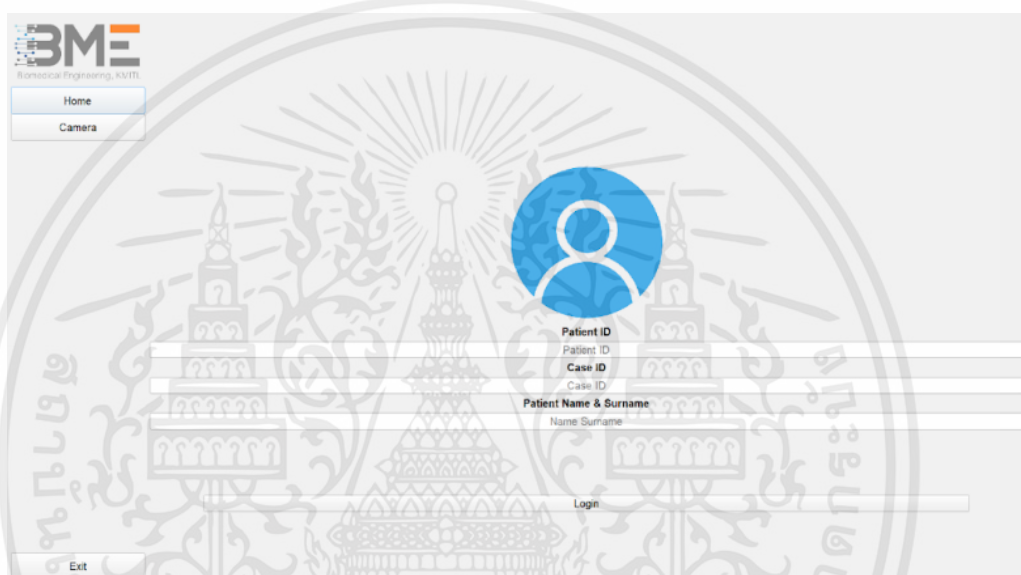 BME
Biomedical Engineering, KMITL
Home
Camera
Patient ID
Patient ID
Case ID
Case ID
Patient Name & Surname
Name Surname
Login
Exit